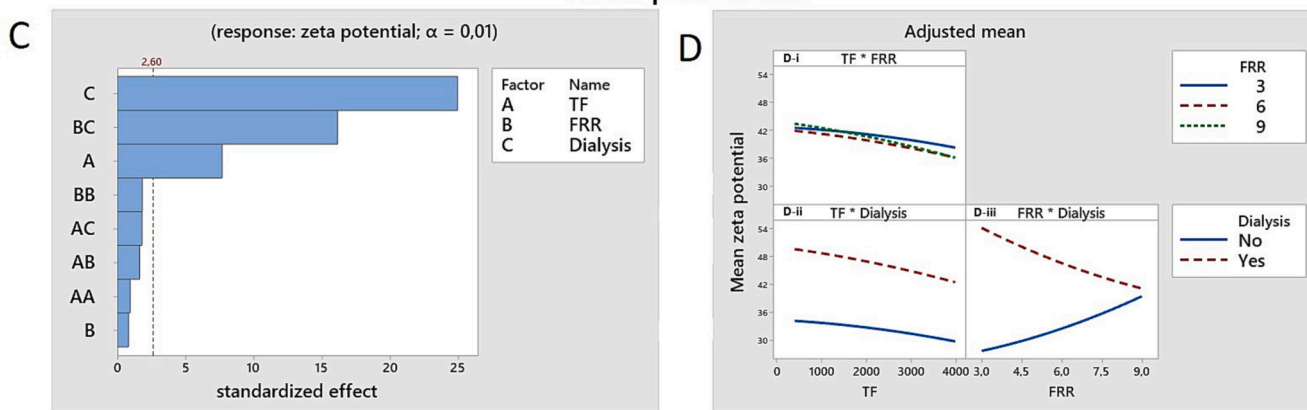 C
(response: zeta potential; α = 0,01)
2,60
C
BC
A
BB
AC
AB
AA
B
0 5 10 15 20 25
standardized effect
Factor Name
A TF
B FRR
C Dialysis
D
Adjusted mean
Mean zeta potential
D-i TF * FRR
54
48
42
36
30
D-ii TF * Dialysis
D-iii FRR * Dialysis
54
48
42
36
30
0 1000 2000 3000 4000
3,0 4,5 6,0 7,5 9,0
TF
FRR
FRR
3
6
9
Dialysis
No
Yes